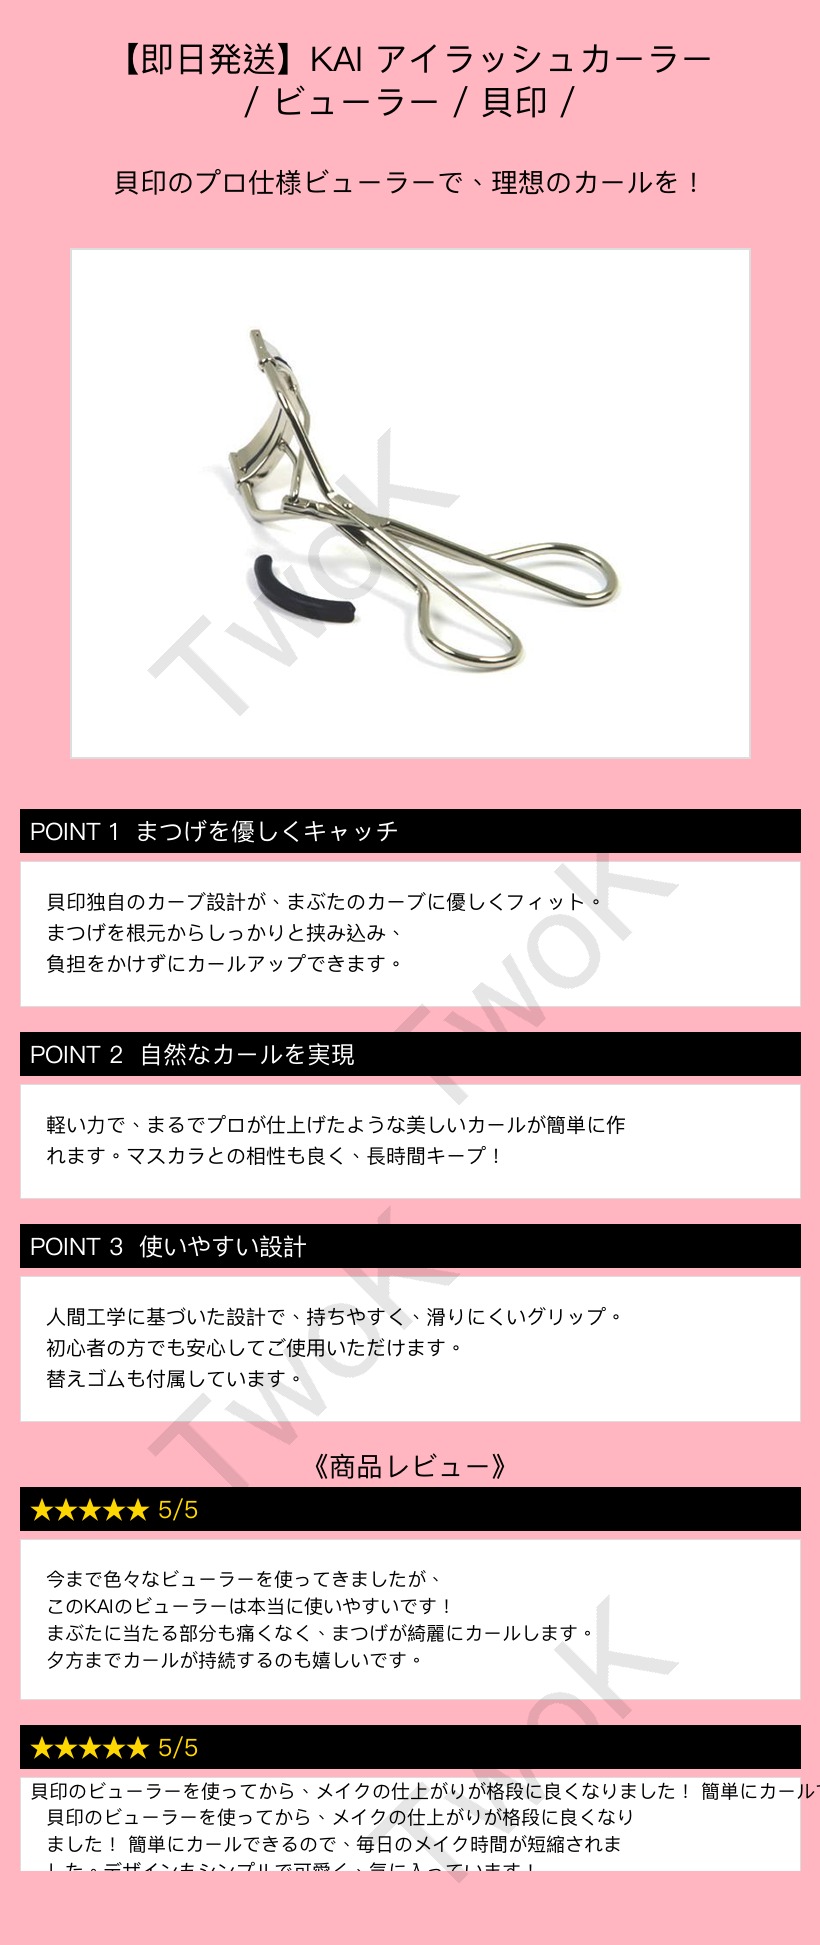 【即日発送】KAI アイラッシュカーラー
/ ビューラー / 貝印 /
貝印のプロ仕様ビューラーで、理想のカールを！
TwoK
POINT 1 まつげを優しくキャッチ
貝印独自のカーブ設計が、まぶたのカーブに優しくフィット。
まつげを根元からしっかりと挟み込み、
負担をかけずにカールアップできます。
TwoK
POINT 2 自然なカールを実現
軽い力で、まるでプロが仕上げたような美しいカールが簡単に作
れます。マスカラとの相性も良く、長時間キープ！
POINT 3 使いやすい設計
人間工学に基づいた設計で、持ちやすく、滑りにくいグリップ。
初心者の方でも安心してご使用いただけます。
替えゴムも付属しています。
TwoK
《商品レビュー》
★★★★★ 5/5
今まで色々なビューラーを使ってきましたが、
このKAIのビューラーは本当に使いやすいです！
まぶたに当たる部分も痛くなく、まつげが綺麗にカールします。
夕方までカールが持続するのも嬉しいです。
TwoK
★★★★★ 5/5
貝印のビューラーを使ってから、メイクの仕上がりが格段に良くなりました！ 簡単にカール
貝印のビューラーを使ってから、メイクの仕上がりが格段に良くなり
ました！ 簡単にカールできるので、毎日のメイク時間が短縮されま
した。デザインもシンプルで可愛く、気に入っています！